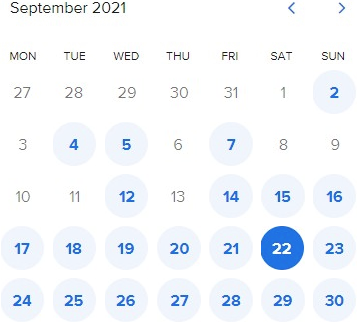 September 2021
MON TUE WED THU FRI SAT SUN
27 28 29 30 31 1 2
3 4 5 6 7 8 9
10 11 12 13 14 15 16
17 18 19 20 21 22 23
24 25 26 27 28 29 30